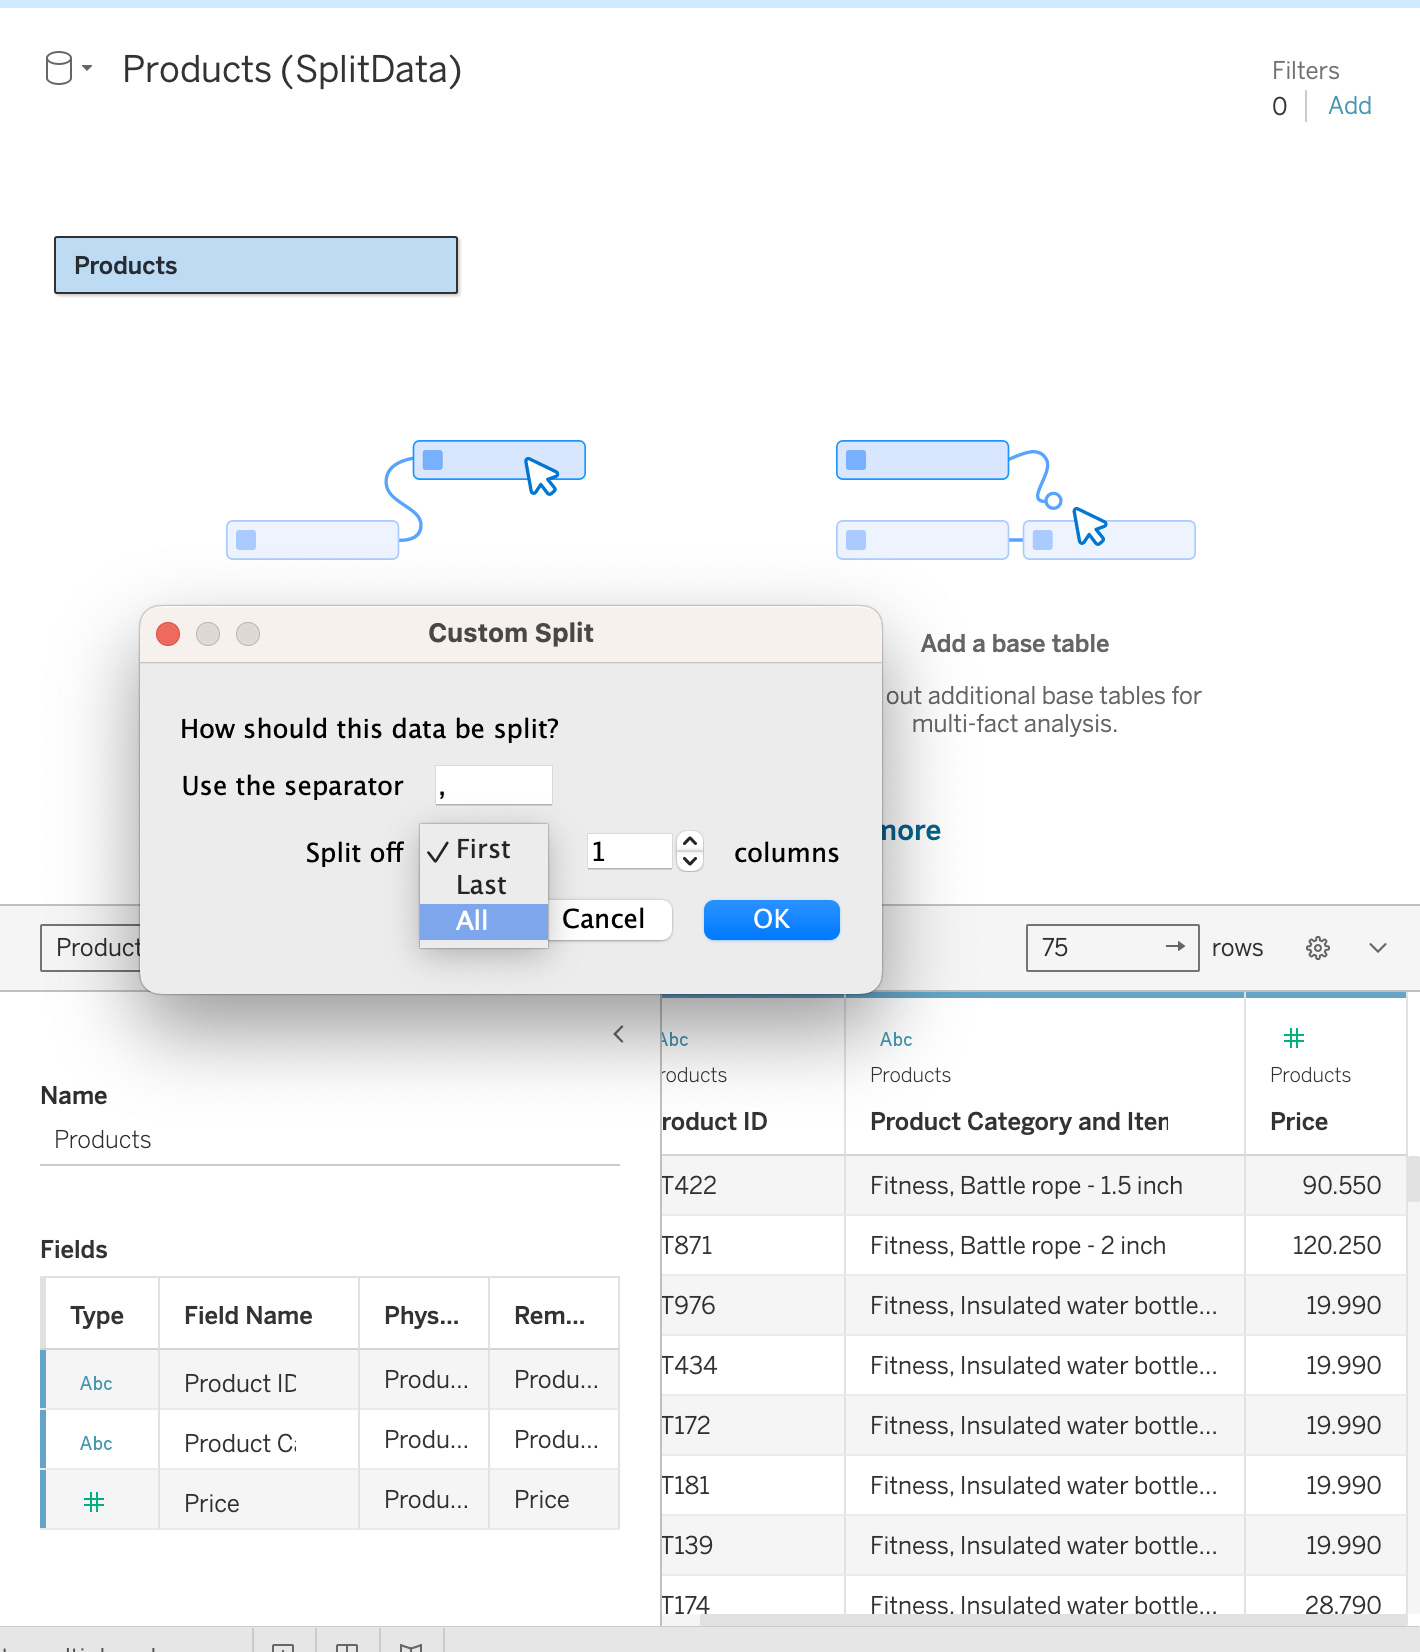 Products (SplitData)
Filters
0 Add
Products
Custom Split
Add a base table
How should this data be split?
out additional base tables for
multi-fact analysis.
Use the separator ,
more
Split off First 1 columns
Last
All Cancel OK
Product 75 rows
Abc Abc
roducts Products Products
Name
roduct ID Product Category and Iten Price
Products
T422 Fitness, Battle rope - 1.5 inch 90.550
Fields
T871 Fitness, Battle rope - 2 inch 120.250
Type Field Name Phys... Rem...
T976 Fitness, Insulated water bottle... 19.990
Abc Product ID Produ... Produ...
T434 Fitness, Insulated water bottle... 19.990
Abc Product Ca Produ... Produ...
T172 Fitness, Insulated water bottle... 19.990
Price Produ... Price
T181 Fitness, Insulated water bottle... 19.990
T139 Fitness, Insulated water bottle... 19.990
T174 Fitness, Insulated water bottle... 28.790